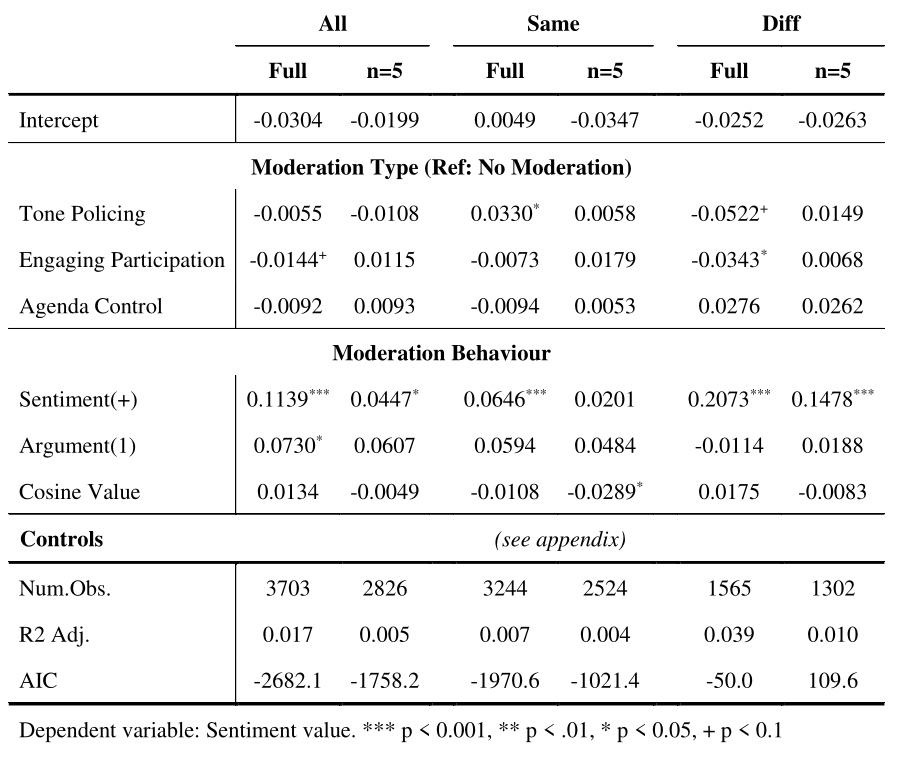 All Same Diff
Full n=5 Full n=5 Full n=5
Intercept -0.0304 -0.0199 0.0049 -0.0347 -0.0252 -0.0263
Moderation Type (Ref: No Moderation)
Tone Policing -0.0055 -0.0108 0.0330* 0.0058 -0.0522+ 0.0149
Engaging Participation -0.0144+ 0.0115 -0.0073 0.0179 -0.0343* 0.0068
Agenda Control -0.0092 0.0093 -0.0094 0.0053 0.0276 0.0262
Moderation Behaviour
Sentiment(+) 0.1139*** 0.0447* 0.0646*** 0.0201 0.2073*** 0.1478***
Argument(1) 0.0730* 0.0607 0.0594 0.0484 -0.0114 0.0188
Cosine Value 0.0134 -0.0049 -0.0108 -0.0289* 0.0175 -0.0083
Controls (see appendix)
Num.Obs. 3703 2826 3244 2524 1565 1302
R2 Adj. 0.017 0.005 0.007 0.004 0.039 0.010
AIC -2682.1 -1758.2 -1970.6 -1021.4 -50.0 109.6
Dependent variable: Sentiment value. *** p < 0.001, ** p < .01, * p < 0.05, + p < 0.1